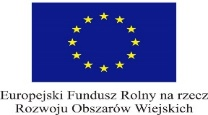 Europejski Fundusz Rolny na rzecz
Rozwoju Obszarów Wiejskich